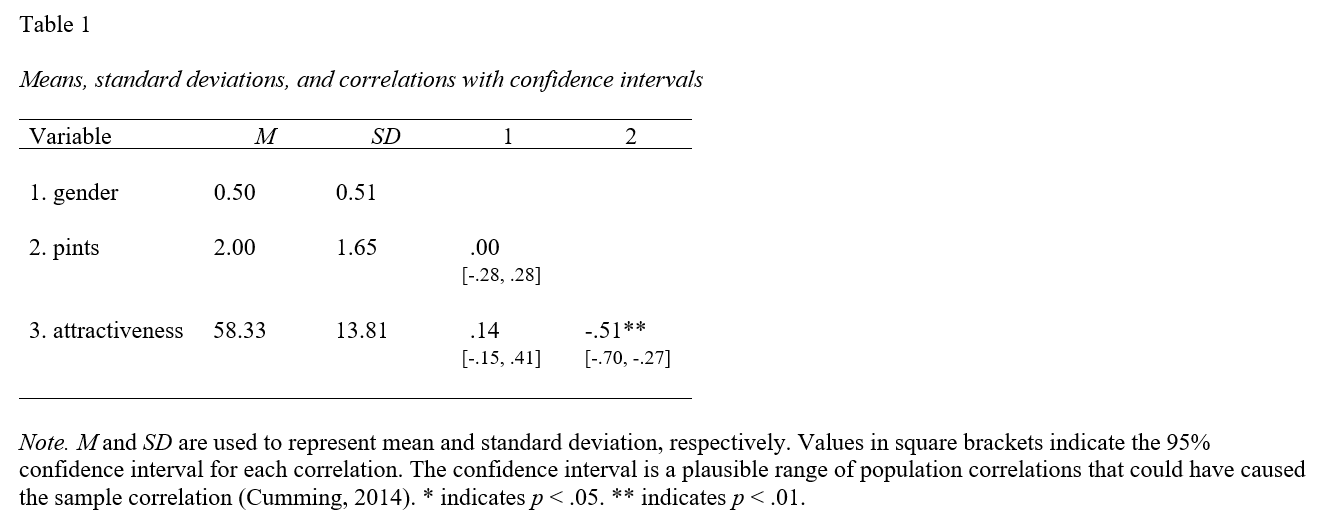 Table 1
Means, standard deviations, and correlations with confidence intervals
Variable M SD 1 2
1. gender 0.50 0.51
2. pints 2.00 1.65 .00
[-.28, .28]
3. attractiveness 58.33 13.81 .14 -.51**
[-.15, .41] [-.70, -.27]
Note. M and SD are used to represent mean and standard deviation, respectively. Values in square brackets indicate the 95%
confidence interval for each correlation. The confidence interval is a plausible range of population correlations that could have caused
the sample correlation (Cumming, 2014). * indicates p < .05. ** indicates p < .01.